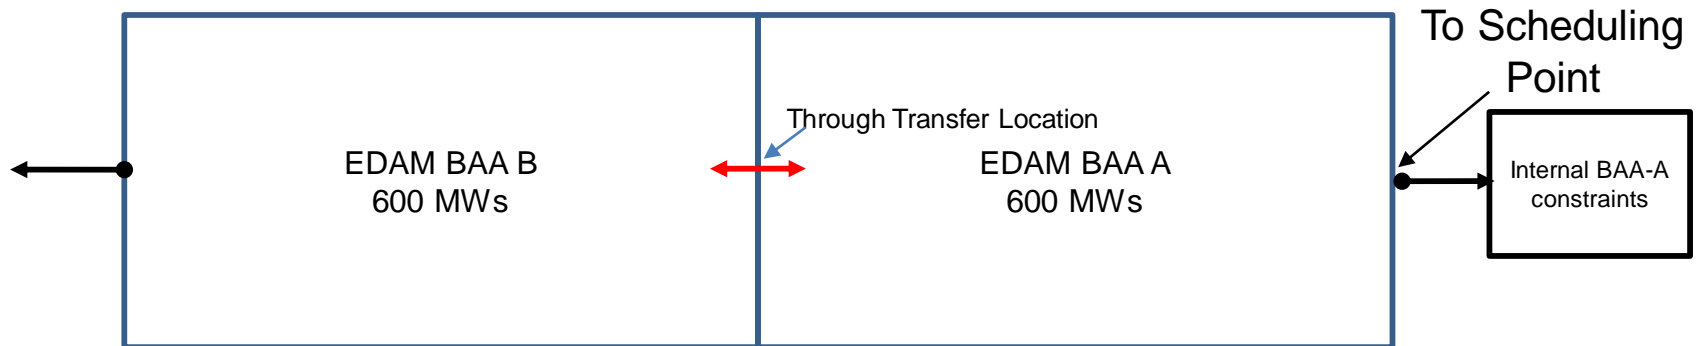 To Scheduling
Point
Through Transfer Location
EDAM BAA B
600 MWs
EDAM BAA A
600 MWs
Internal BAA-A
constraints